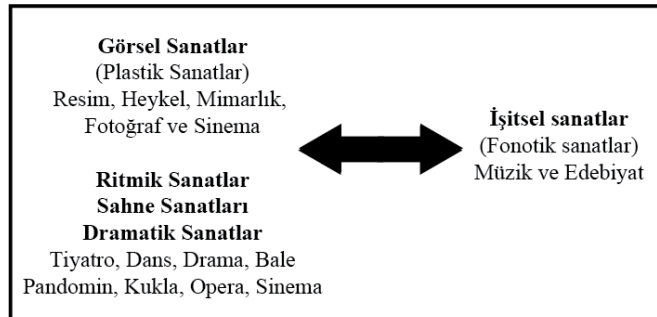 Görsel Sanatlar
(Plastik Sanatlar)
Resim, Heykel, Mimarlık,
Fotoğraf ve Sinema
Ritmik Sanatlar
Sahne Sanatları
Dramatik Sanatlar
Tiyatro, Dans, Drama, Bale
Pandomin, Kukla, Opera, Sinema
İşitsel sanatlar
(Fonotik sanatlar)
Müzik ve Edebiyat